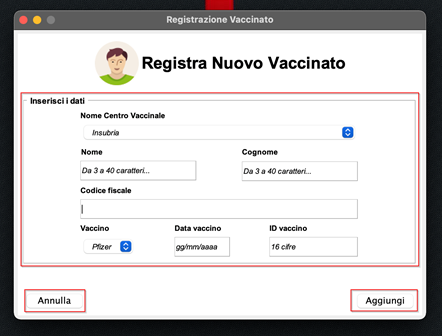 Registrazione Vaccinato
Registra Nuovo Vaccinato
Inserisci i dati
Nome Centro Vaccinale
Insubria
Nome Cognome
Da 3 a 40 caratteri... Da 3 a 40 caratteri...
Codice fiscale
Vaccino Data vaccino ID vaccino
Pfizer gg/mm/aaaa 16 cifre
Annulla Aggiungi